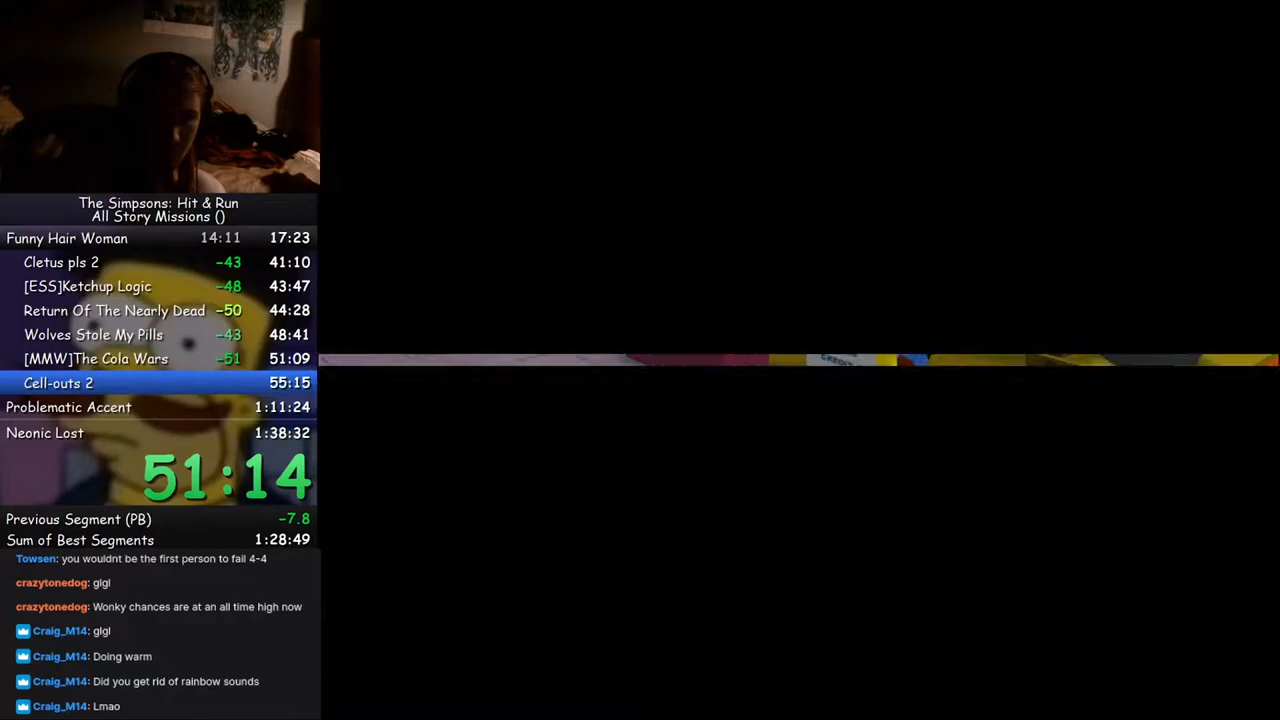 The Simpsons: Hit & Run
All Story Missions ()
Funny Hair Woman 14:11 17:23
Cletus pls 2 -43 41:10
[ESS]Ketchup Logic -48 43:47
Return Of The Nearly Dead -50 44:28
Wolves Stole My Pills -43 48:41
[MMW]The Cola Wars -51 51:09
Cell-outs 2 55:15
Problematic Accent 1:11:24
Neonic Lost 1:38:32
51:14
Previous Segment (PB) -7.8
Sum of Best Segments 1:28:49
Towsen: you wouldnt be the first person to fail 4-4
crazytonedog: glgl
crazytonedog: Wonky chances are at an all time high now
Craig_M14: glgl
Craig_M14: Doing warm
Craig_M14: Did you get rid of rainbow sounds
Craig_M14: Lmao